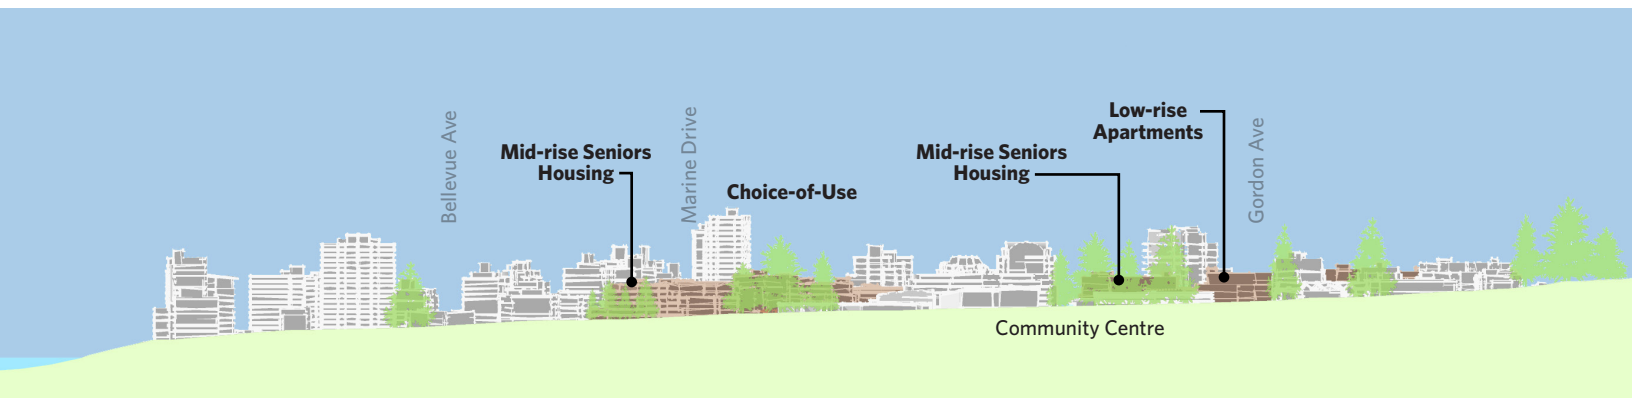 Bellevue Ave
Mid-rise Seniors
Housing
Marine Drive
Choice-of-Use
Mid-rise Seniors
Housing
Low-rise
Apartments
Gordon Ave
Community Centre